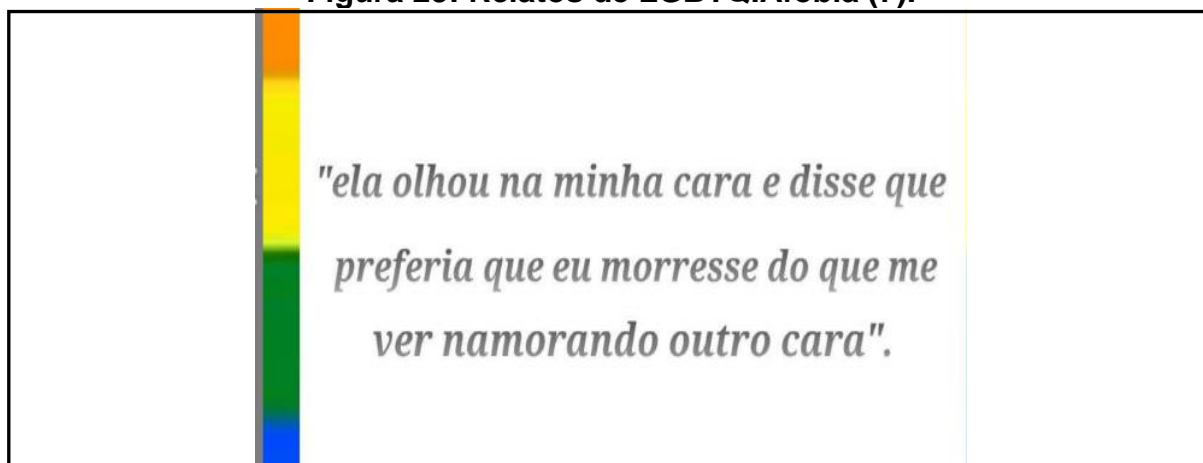 "ela olhou na minha cara e disse que
preferia que eu morresse do que me
ver namorando outro cara".